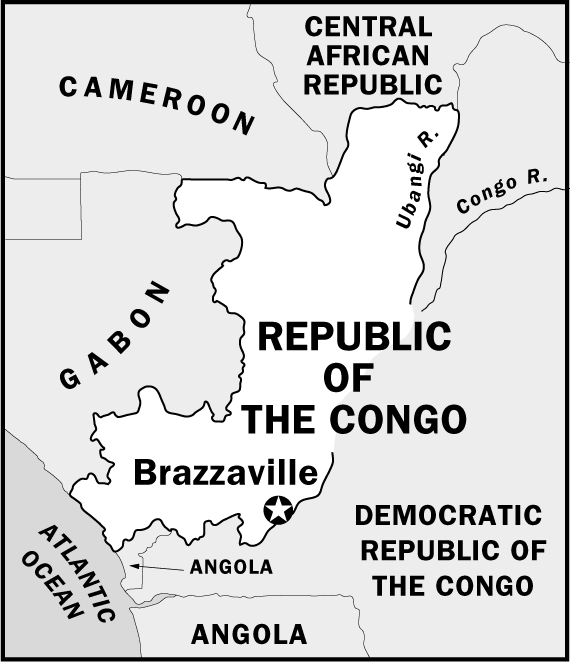 CENTRAL
AFRICAN
REPUBLIC
CAMEROON
Ubangi R.
Congo R.
GABON
REPUBLIC
OF
THE CONGO
Brazzaville
DEMOCRATIC
REPUBLIC OF
THE CONGO
ATLANTIC
OCEAN
ANGOLA
ANGOLA